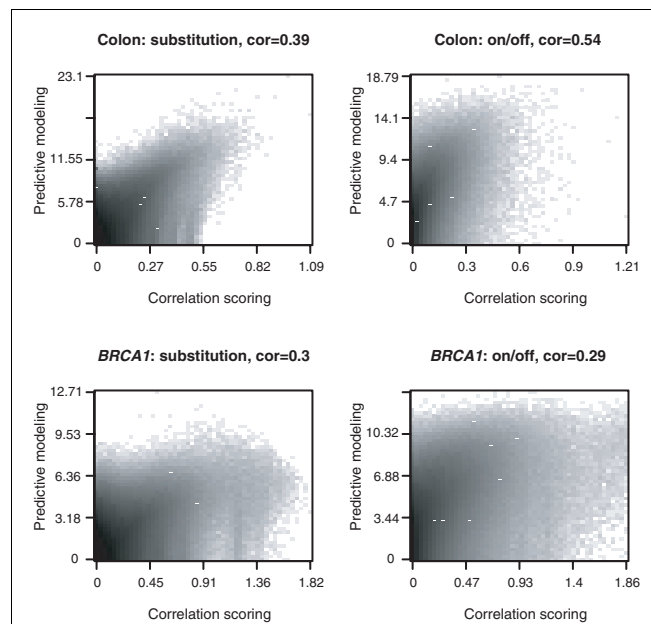 Colon: substitution, cor=0.39
Predictive modeling
23.1
11.55
5.78
0
0 0.27 0.55 0.82 1.09
Correlation scoring
Colon: on/off, cor=0.54
Predictive modeling
18.79
14.1
9.4
4.7
0
0 0.3 0.6 0.9 1.21
Correlation scoring
BRCA1: substitution, cor=0.3
Predictive modeling
12.71
9.53
6.36
3.18
0
0 0.45 0.91 1.36 1.82
Correlation scoring
BRCA1: on/off, cor=0.29
Predictive modeling
10.32
6.88
3.44
0
0 0.47 0.93 1.4 1.86
Correlation scoring